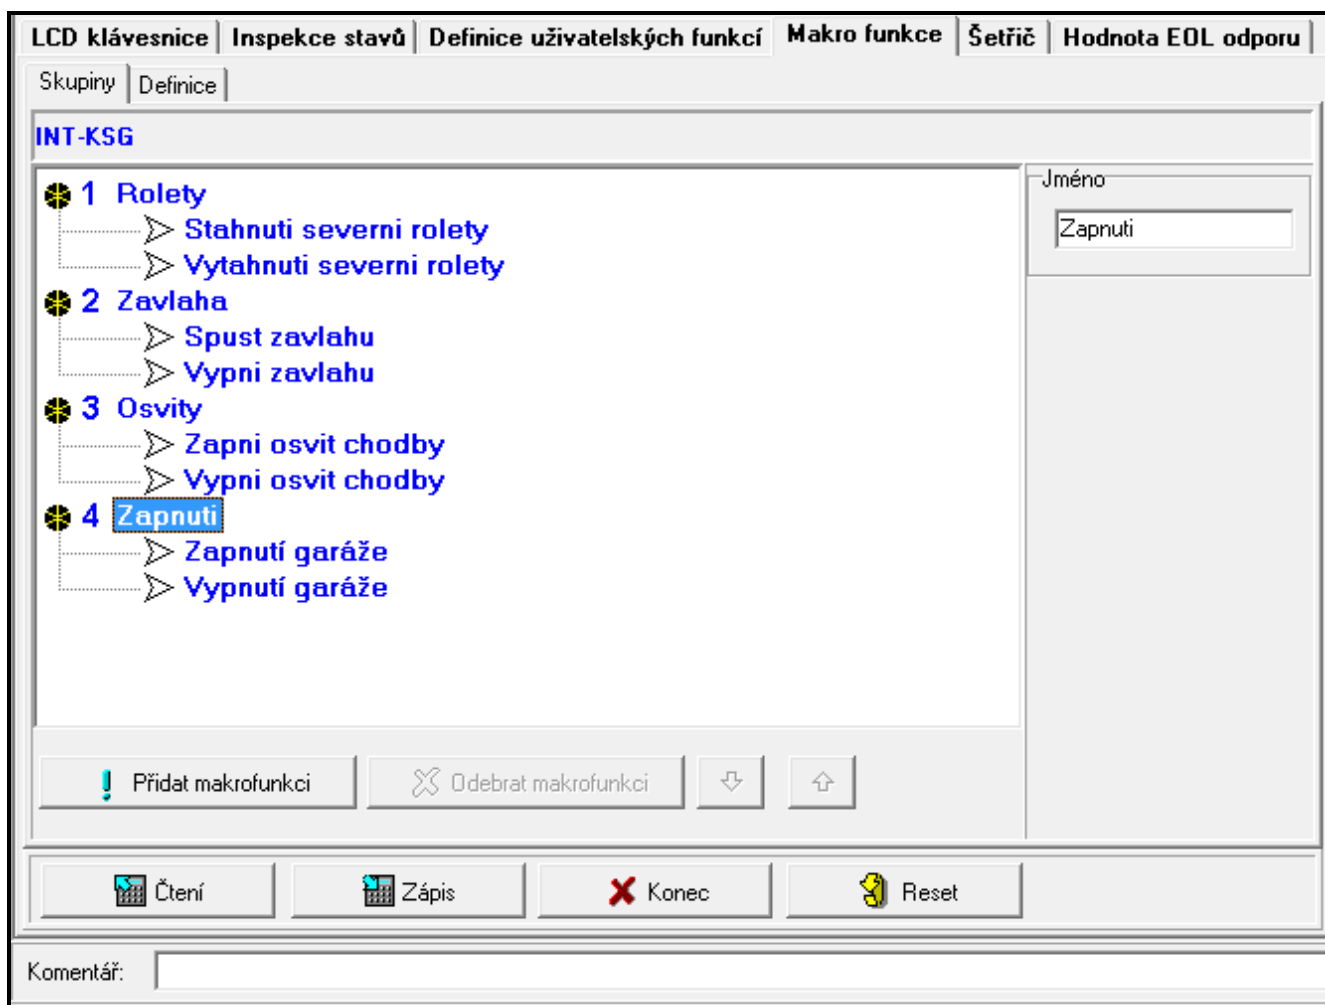 LCD klávesnice Inspekce stavů Definice uživatelských funkcí Makro funkce Šetřič Hodnota EOL odporu
Skupiny Definice
INT-KSG
1 Rolety
Stahnuti severni rolety
Vytahnuti severni rolety
2 Zavlaha
Spust zavlahu
Vypni zavlahu
3 Osvity
Zapni osvit chodby
Vypni osvit chodby
4 Zapnuti
Zapnutí garáže
Vypnutí garáže
Jméno
Zapnuti
Přidat makrofunkci Odebrat makrofunkci
Čtení Zápis Konec Reset
Komentář: